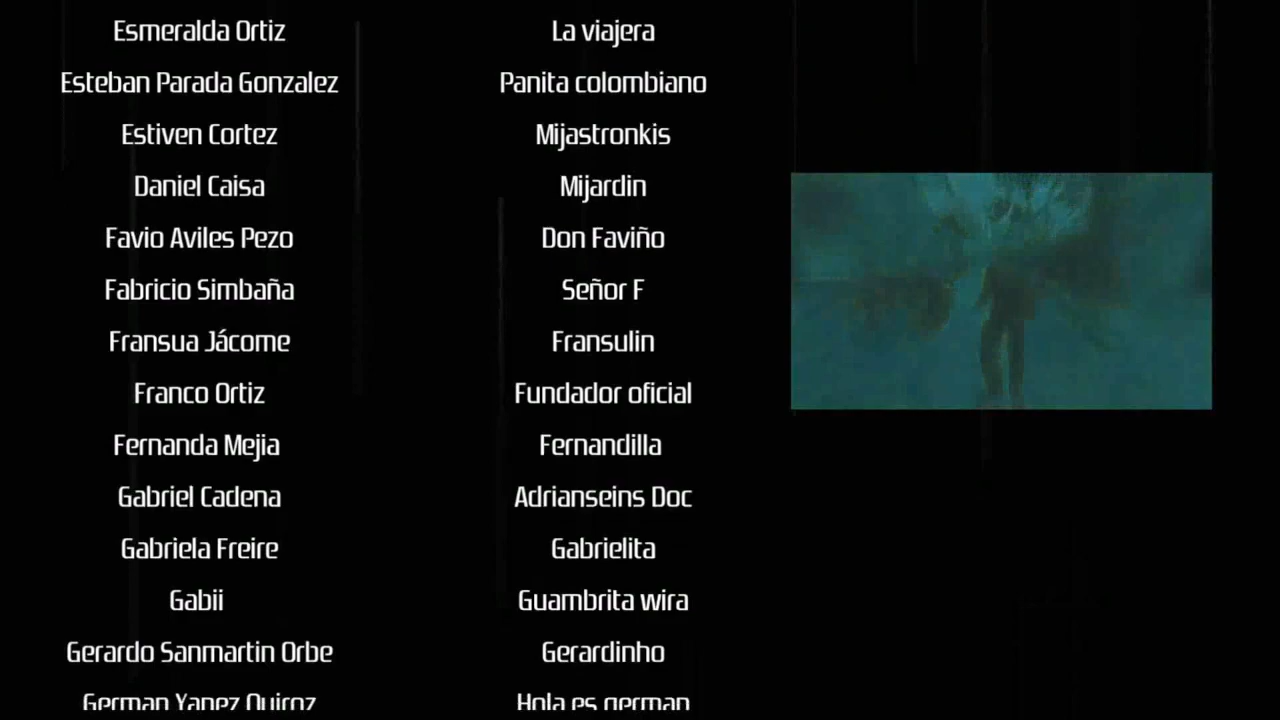 Esmeralda Ortiz La viajera
Esteban Parada Gonzalez Panita colombiano
Estiven Cortez Mijastronkis
Daniel Caisa Mijardin
Favio Aviles Pezo Don Faviño
Fabricio Simbaña Señor F
Fransua Jácome Fransulin
Franco Ortiz Fundador oficial
Fernanda Mejia Fernandilla
Gabriel Cadena Adrianseins Doc
Gabriela Freire Gabrielita
Gabii Guambrita wira
Gerardo Sanmartin Orbe Gerardinho
German Yanez Quiroz Hola es german